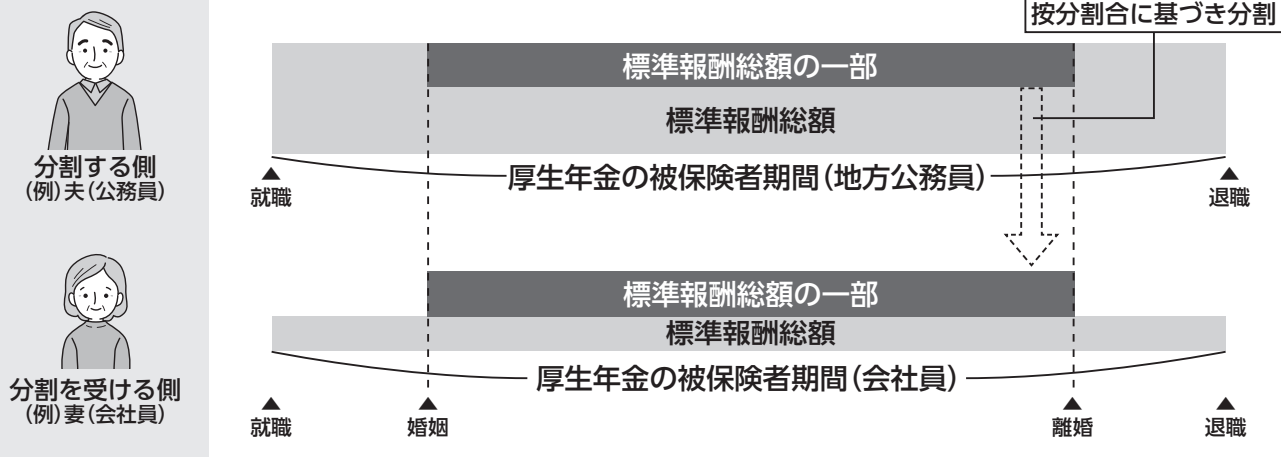 按分割合に基づき分割
標準報酬総額の一部
標準報酬総額
分割する側
(例)夫(公務員)
厚生年金の被保険者期間(地方公務員)
▲
就職
▲
退職
標準報酬総額の一部
標準報酬総額
分割を受ける側
(例)妻(会社員)
厚生年金の被保険者期間(会社員)
▲
就職
▲
婚姻
▲
離婚
▲
退職